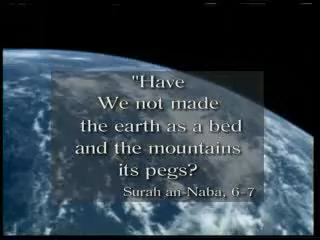 "Have
We not made
the earth as a bed
and the mountains
its pegs?
Surah an-Naba, 6-7